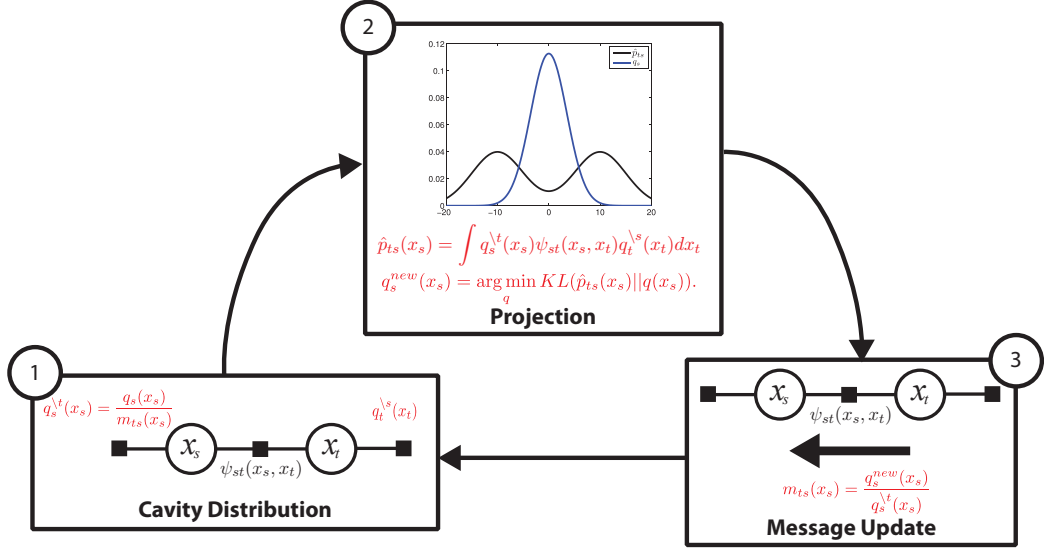 2
0.12
0.1
0.08
0.06
0.04
0.02
0
−20 −10 0 10 20
p̂_{ts}
q_s
p̂_{ts}(x_s) = ∫ q_s^{\t}(x_s)ψ_{st}(x_s, x_t)q_t^{\s}(x_t)dx_t
q_s^{new}(x_s) = arg min_q KL(p̂_{ts}(x_s)||q(x_s)).
Projection
1
q_s^{\t}(x_s) = q_s(x_s)/m_{ts}(x_s)
q_t^{\s}(x_t)
x_s x_t
ψ_{st}(x_s, x_t)
Cavity Distribution
3
x_s x_t
ψ_{st}(x_s, x_t)
m_{ts}(x_s) = q_s^{new}(x_s)/q_s^{\t}(x_s)
Message Update